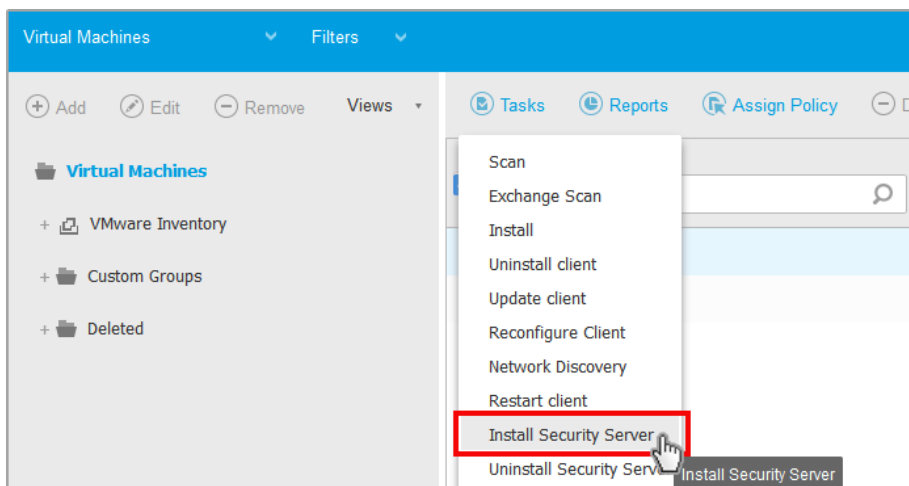 Virtual Machines Filters
Add Edit Remove Views Tasks Reports Assign Policy
Virtual Machines
VMware Inventory
Custom Groups
Deleted
Scan
Exchange Scan
Install
Uninstall client
Update client
Reconfigure Client
Network Discovery
Restart client
Install Security Server
Uninstall Security
Install Security Server